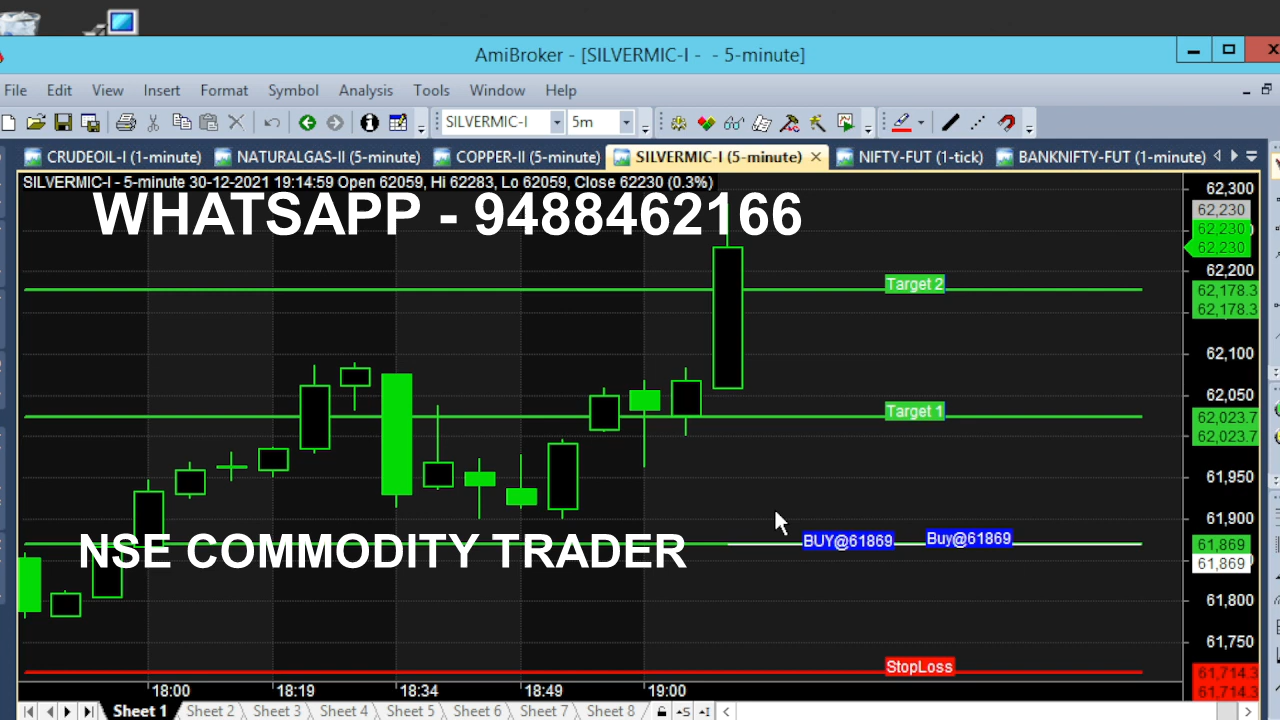 AmiBroker - [SILVERMIC-I - - 5-minute]
File Edit View Insert Format Symbol Analysis Tools Window Help
SILVERMIC-I 5m
CRUDEOIL-I (1-minute) NATURALGAS-II (5-minute) COPPER-II (5-minute) SILVERMIC-I (5-minute) NIFTY-FUT (1-tick) BANKNIFTY-FUT (1-minute)
SILVERMIC-I - 5-minute 30-12-2021 19:14:59 Open 62059, Hi 62283, Lo 62059, Close 62230 (0.3%)
62,300
WHATSAPP - 9488462166
62,230
62,230
62,230
62,200
Target 2
62,178.3
62,178.3
62,100
62,050
Target 1
62,023.7
62,023.7
61,950
61,900
NSE COMMODITY TRADER
BUY@61869 Buy@61869
61,869
61,869
61,800
61,750
StopLoss
61,714.3
61,714.3
18:00 18:19 18:34 18:49 19:00
Sheet 1 Sheet 2 Sheet 3 Sheet 4 Sheet 5 Sheet 6 Sheet 7 Sheet 8